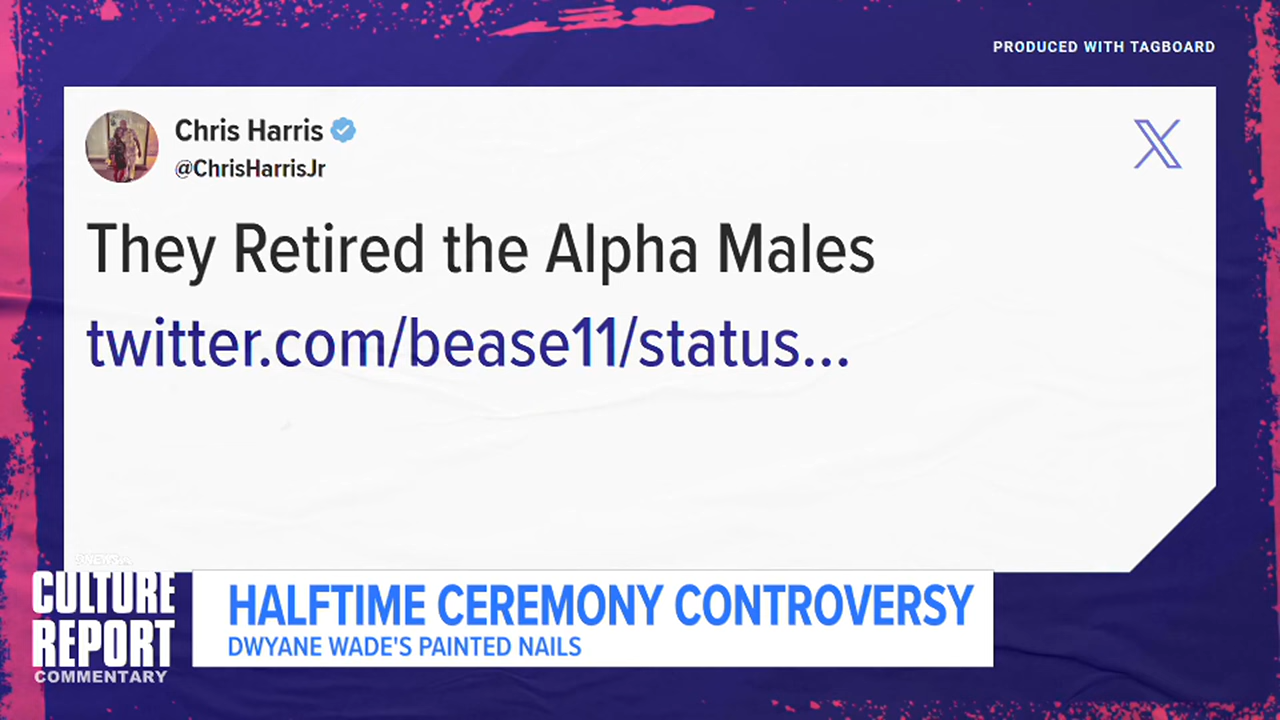 PRODUCED WITH TAGBOARD
Chris Harris
@ChrisHarrisJr
They Retired the Alpha Males
twitter.com/bease11/status...
CULTURE
REPORT
COMMENTARY
HALFTIME CEREMONY CONTROVERSY
DWYANE WADE'S PAINTED NAILS